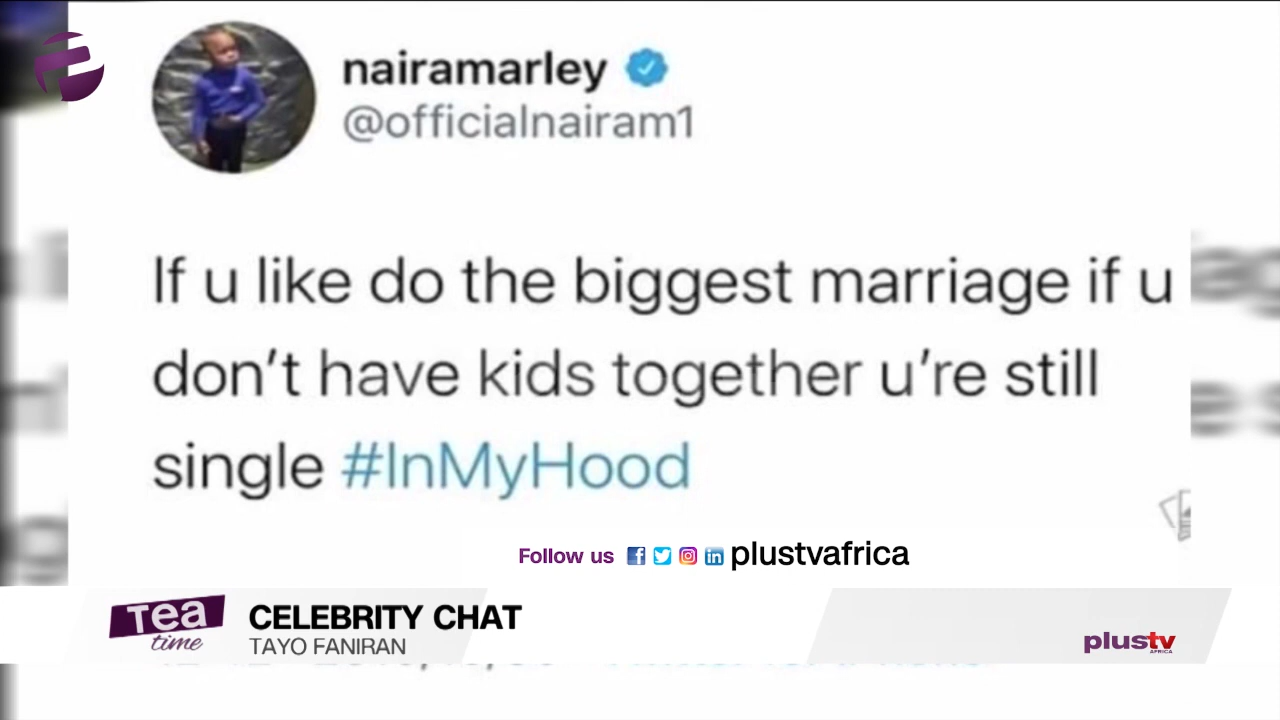 nairamarley
@officialnairam1
If u like do the biggest marriage if u
don't have kids together u're still
single #InMyHood
Follow us plustvafrica
Tea
time
CELEBRITY CHAT
TAYO FANIRAN
plustv
AFRICA